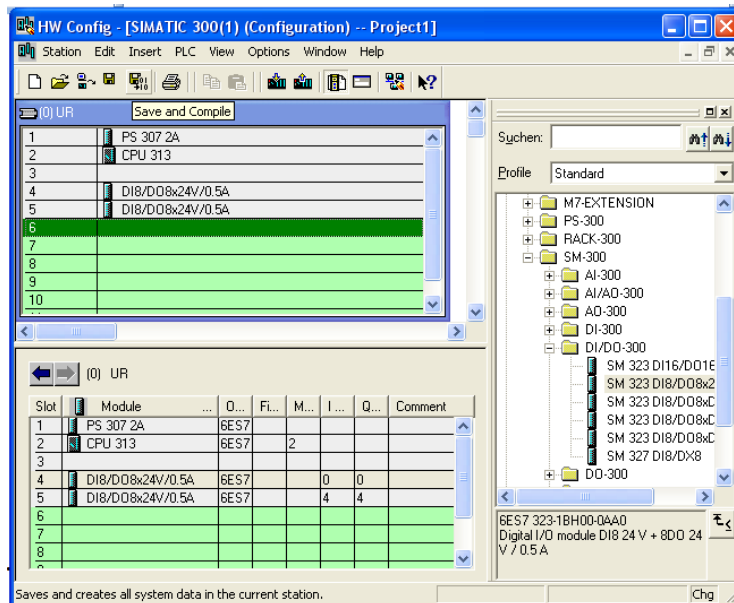 HW Config - [SIMATIC 300(1) (Configuration) -- Project1]
Station Edit Insert PLC View Options Window Help
(0) UR
Save and Compile
1 PS 307 2A
2 CPU 313
3
4 DI8/DO8x24V/0.5A
5 DI8/DO8x24V/0.5A
6
7
8
9
10
(0) UR
Slot Module ... O... Fi... M... I ... Q... Comment
1 PS 307 2A 6ES7
2 CPU 313 6ES7 2
3
4 DI8/DO8x24V/0.5A 6ES7 0 0
5 DI8/DO8x24V/0.5A 6ES7 4 4
6
7
8
Suchen:
Profile Standard
M7-EXTENSION
PS-300
RACK-300
SM-300
AI-300
AI/AO-300
AO-300
DI-300
DI/DO-300
SM 323 DI16/DO16
SM 323 DI8/DO8x2
SM 323 DI8/DO8xD
SM 323 DI8/DO8xD
SM 323 DI8/DO8xD
SM 327 DI8/DX8
DO-300
6ES7 323-1BH00-0AA0
Digital I/O module DI8 24 V + 8DO 24
V / 0.5 A
Saves and creates all system data in the current station.
Chg